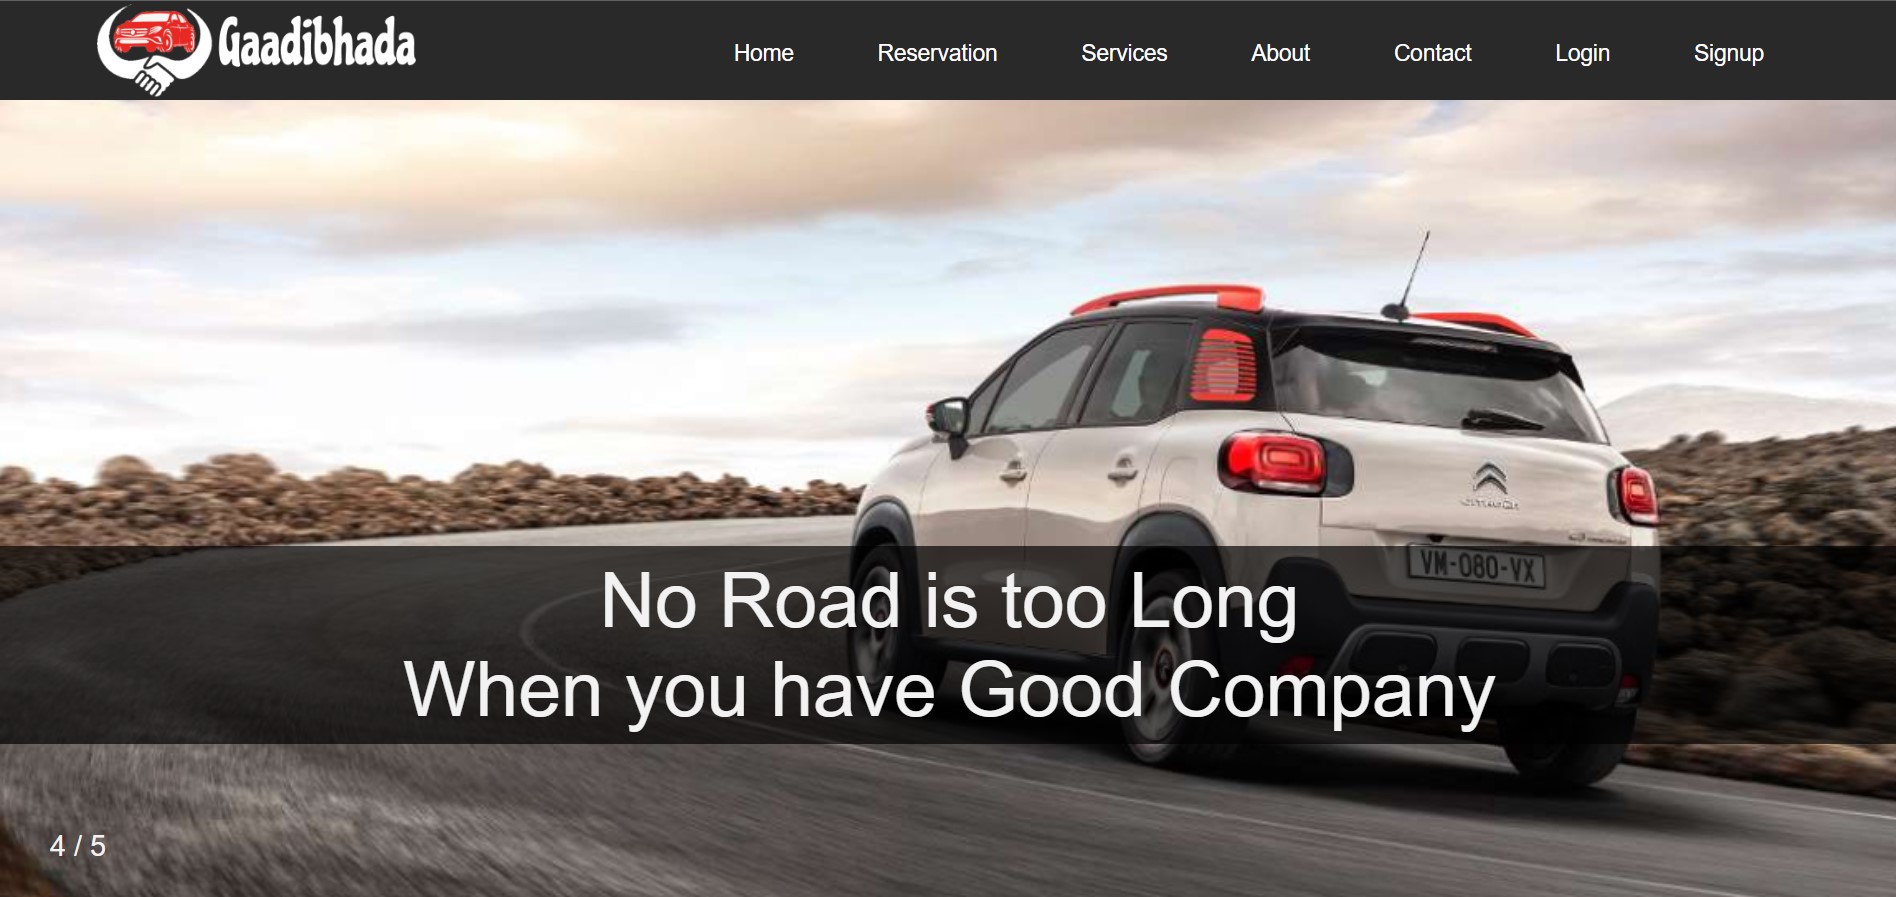 Gaadibhada
Home Reservation Services About Contact Login Signup
CITROËN
VM-080-VX
No Road is too Long
When you have Good Company
4 / 5